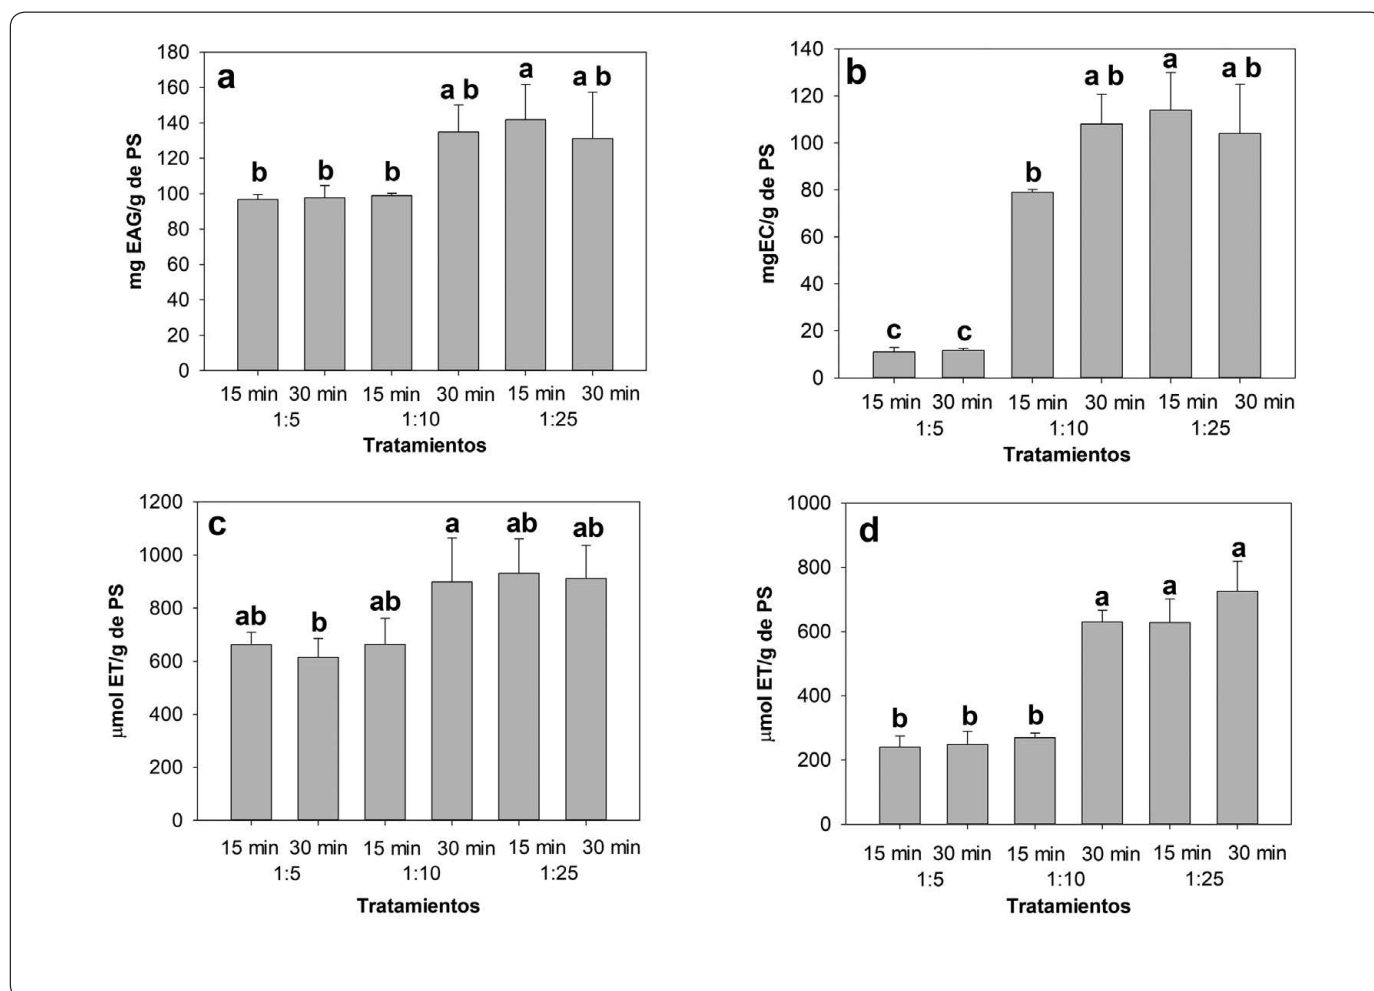 a
mg EAG/g de PS
180
160
140
120
100
80
60
40
20
0
b b b a b a a b
15 min 30 min 15 min 30 min 15 min 30 min
1:5 1:10 1:25
Tratamientos
b
mgEC/g de PS
140
120
100
80
60
40
20
0
c c b a b a a b
15 min 30 min 15 min 30 min 15 min 30 min
1:5 1:10 1:25
Tratamientos
c
µmol ET/g de PS
1200
1000
800
600
400
200
0
ab b ab a ab ab
15 min 30 min 15 min 30 min 15 min 30 min
1:5 1:10 1:25
Tratamientos
d
µmol ET/g de PS
1000
800
600
400
200
0
b b b a a a
15 min 30 min 15 min 30 min 15 min 30 min
1:5 1:10 1:25
Tratamientos